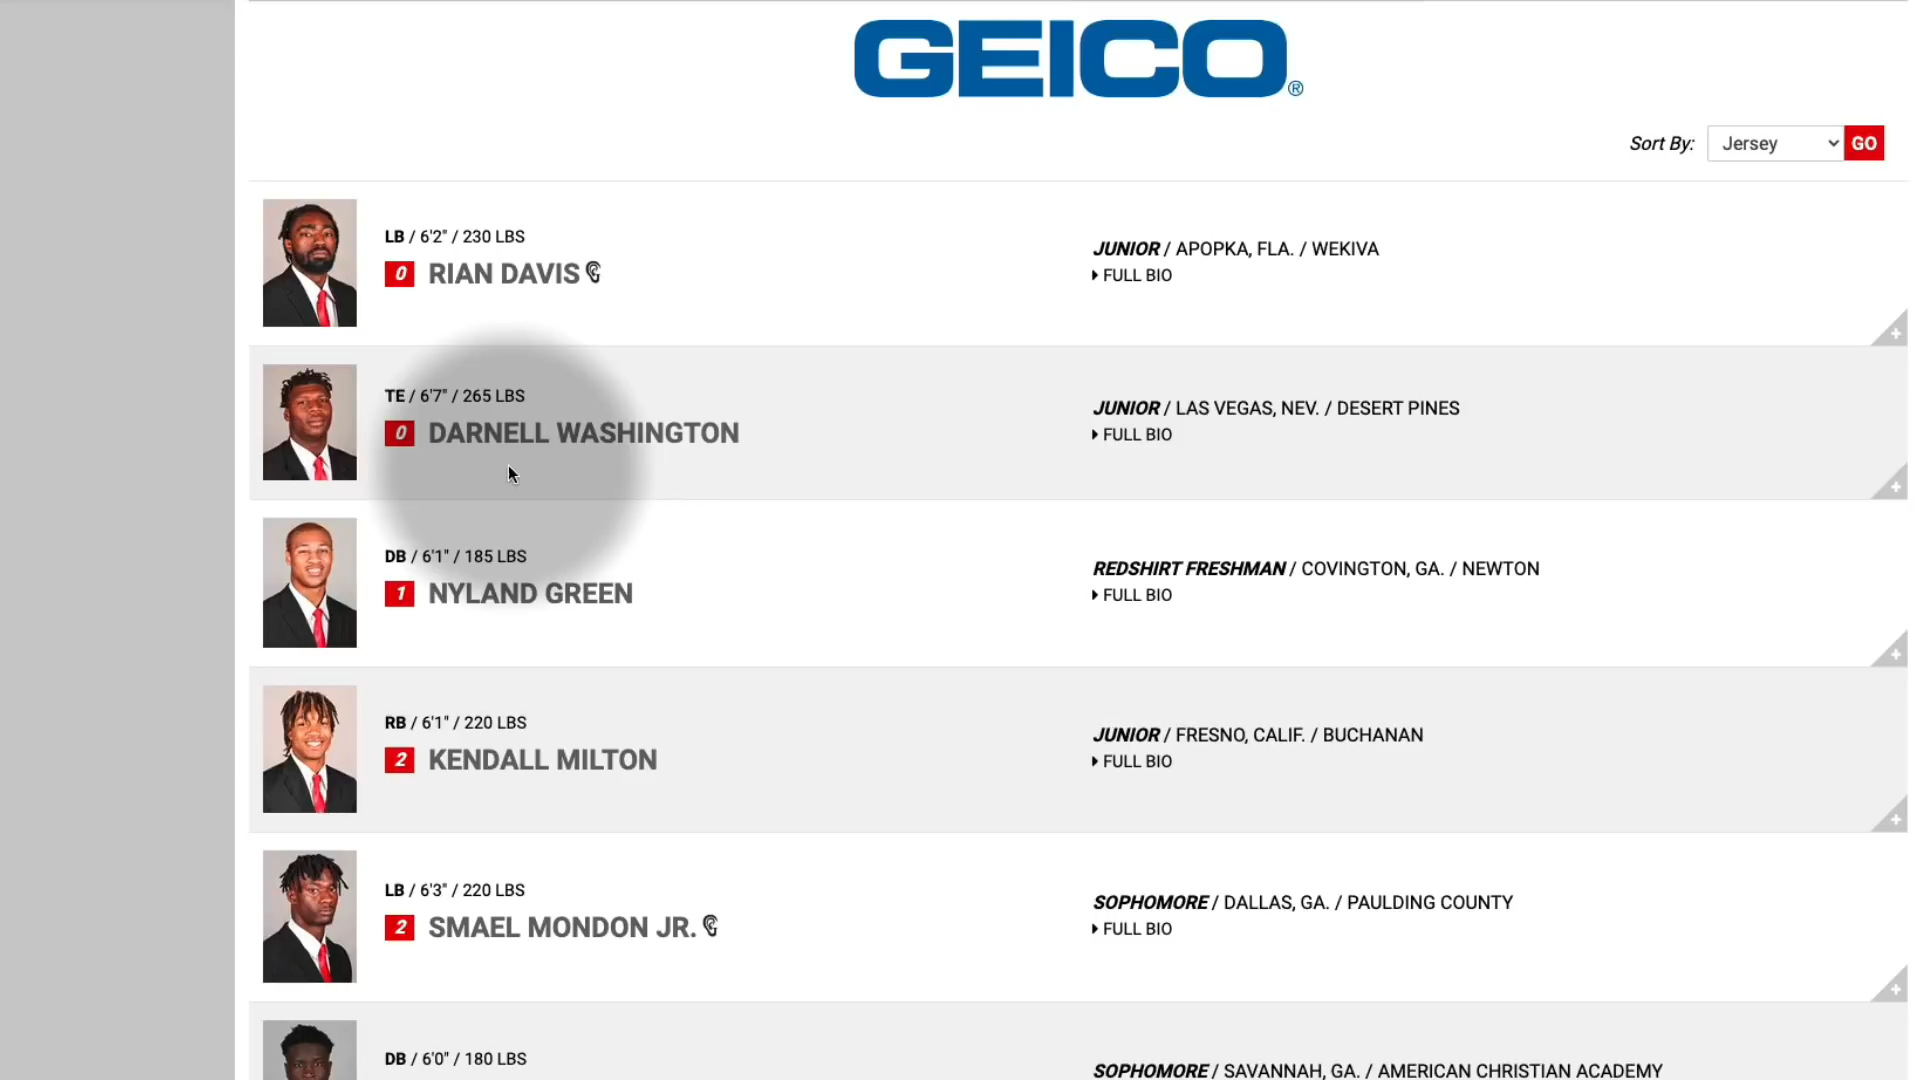 GEICO®
Sort By: Jersey GO
LB / 6'2" / 230 LBS
0 RIAN DAVIS
JUNIOR / APOPKA, FLA. / WEKIVA
FULL BIO
TE / 6'7" / 265 LBS
0 DARNELL WASHINGTON
JUNIOR / LAS VEGAS, NEV. / DESERT PINES
FULL BIO
DB / 6'1" / 185 LBS
1 NYLAND GREEN
REDSHIRT FRESHMAN / COVINGTON, GA. / NEWTON
FULL BIO
RB / 6'1" / 220 LBS
2 KENDALL MILTON
JUNIOR / FRESNO, CALIF. / BUCHANAN
FULL BIO
LB / 6'3" / 220 LBS
2 SMAEL MONDON JR.
SOPHOMORE / DALLAS, GA. / PAULDING COUNTY
FULL BIO
DB / 6'0" / 180 LBS
SOPHOMORE / SAVANNAH, GA. / AMERICAN CHRISTIAN ACADEMY